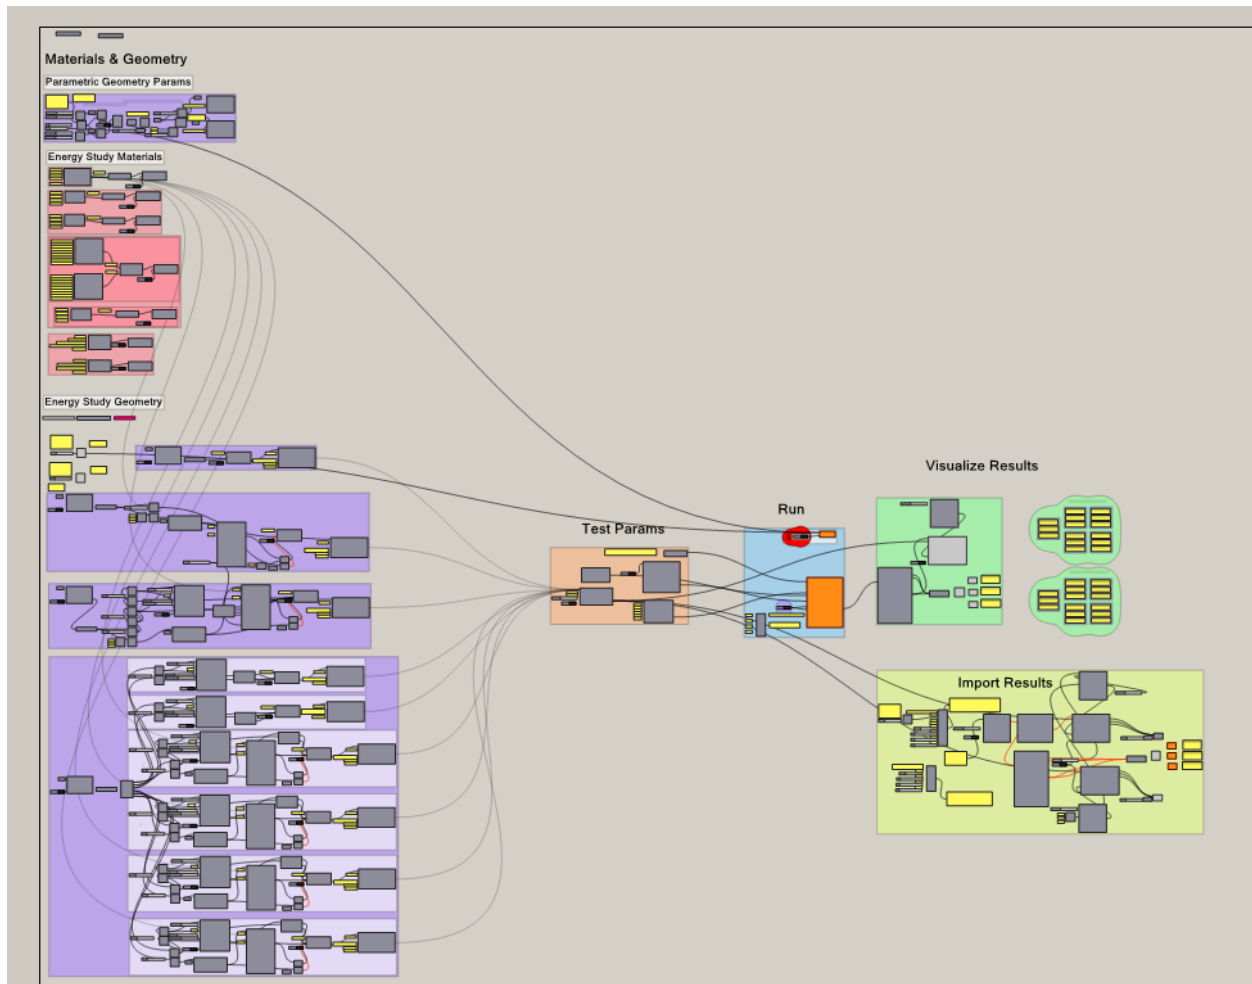 Materials & Geometry
Parametric Geometry Params
Energy Study Materials
Energy Study Geometry
Test Params
Run
Visualize Results
Import Results